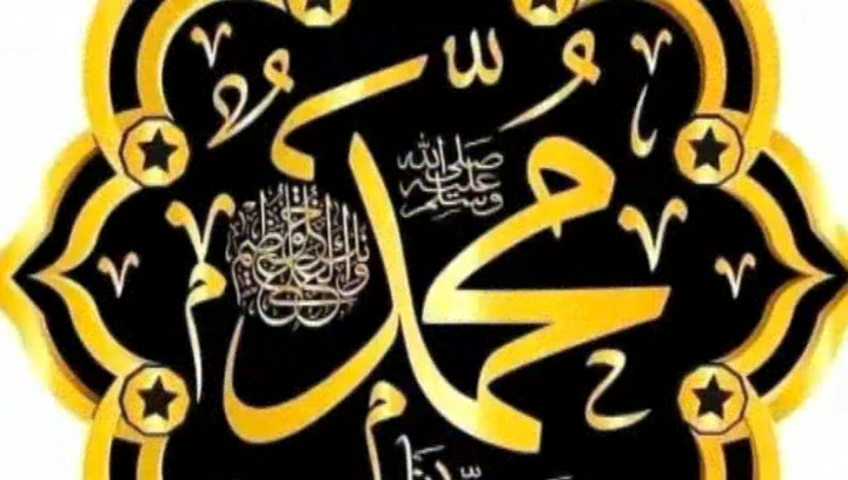 محمد
صلى الله
عليه
وسلم
وإنك لعلى خلق عظيم